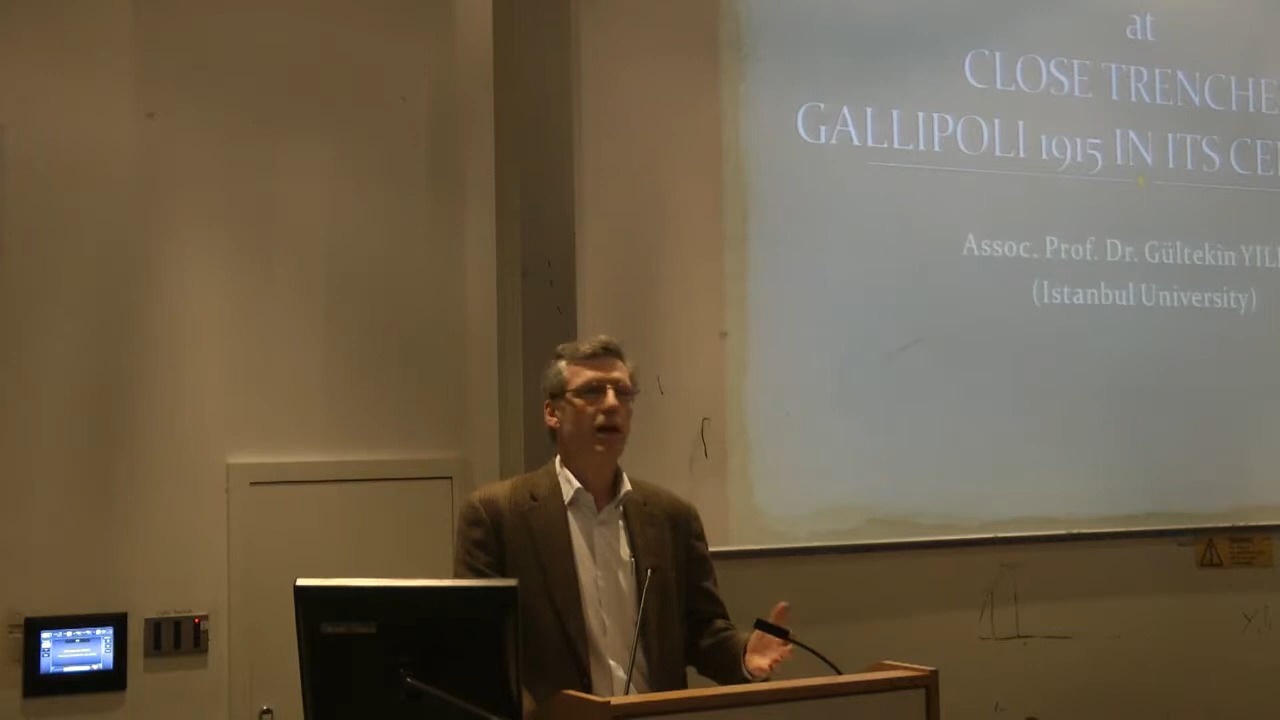 at
CLOSE TRENCHE
GALLIPOLI 1915 IN ITS CE
Assoc. Prof. Dr. Gültekin YIL
(Istanbul University)